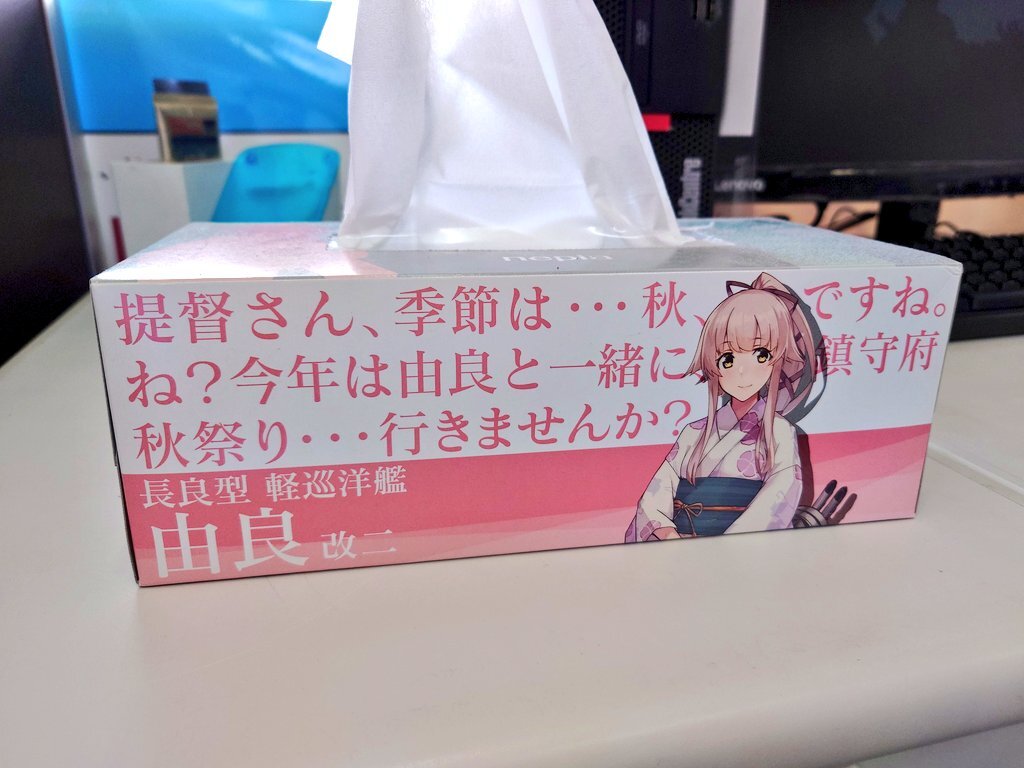 nepia
提督さん、季節は・・・秋、ですね。
ね？今年は由良と一緒に、鎮守府
秋祭り・・・行きませんか？
長良型 軽巡洋艦
由良 改二
Lenovo